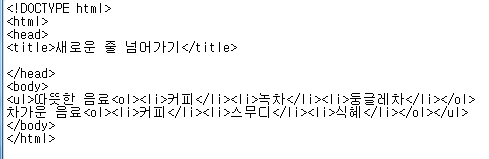 <!DOCTYPE html>
<html>
<head>
<title>새로운 줄 넘어가기</title>
</head>
<body>
<ul>따뜻한 음료<ol><li>커피</li><li>녹차</li><li>둥글레차</li></ol>
차가운 음료<ol><li>커피</li><li>스무디</li><li>식혜</li></ol></ul>
</body>
</html>